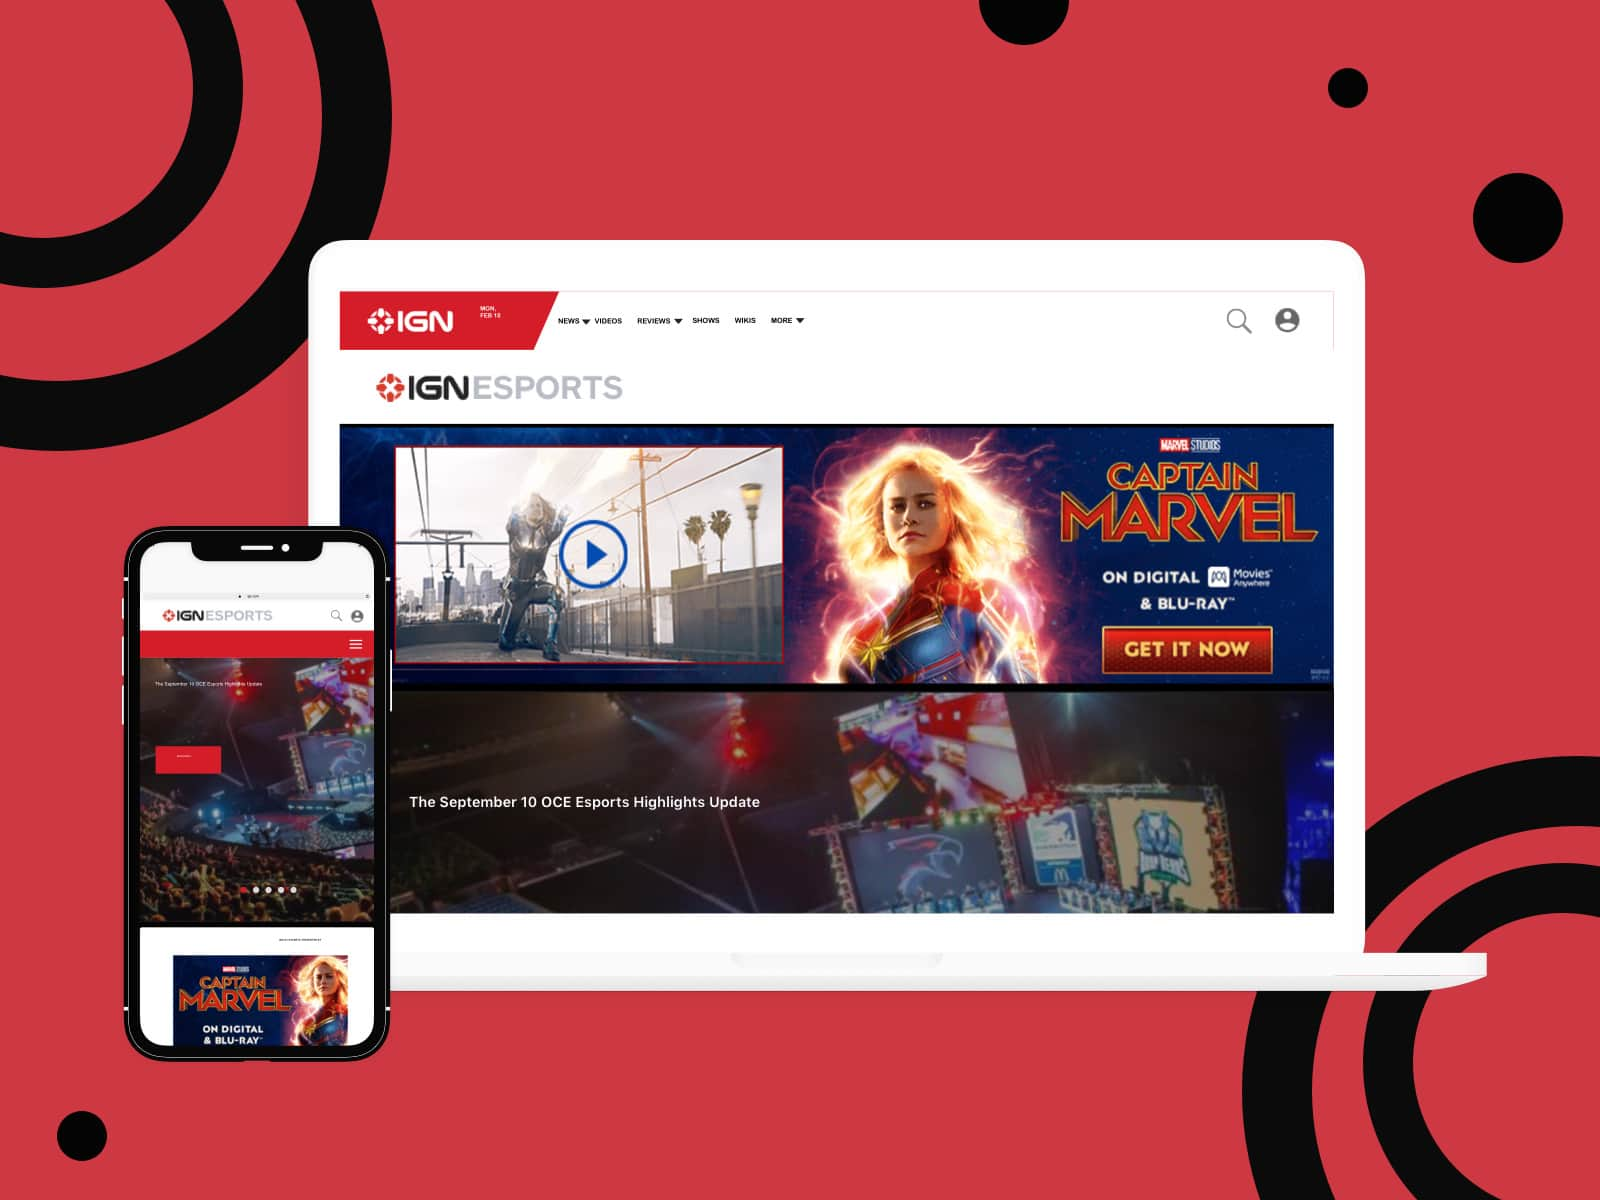 IGN
MON,
FEB 18
NEWS VIDEOS REVIEWS SHOWS WIKIS MORE
IGN ESPORTS
MARVEL STUDIOS
CAPTAIN
MARVEL
ON DIGITAL Movies Anywhere
& BLU-RAY™
GET IT NOW
The September 10 OCE Esports Highlights Update
IGN ESPORTS
The September 10 OCE Esports Highlights Update
MARVEL STUDIOS
CAPTAIN
MARVEL
ON DIGITAL
& BLU-RAY™